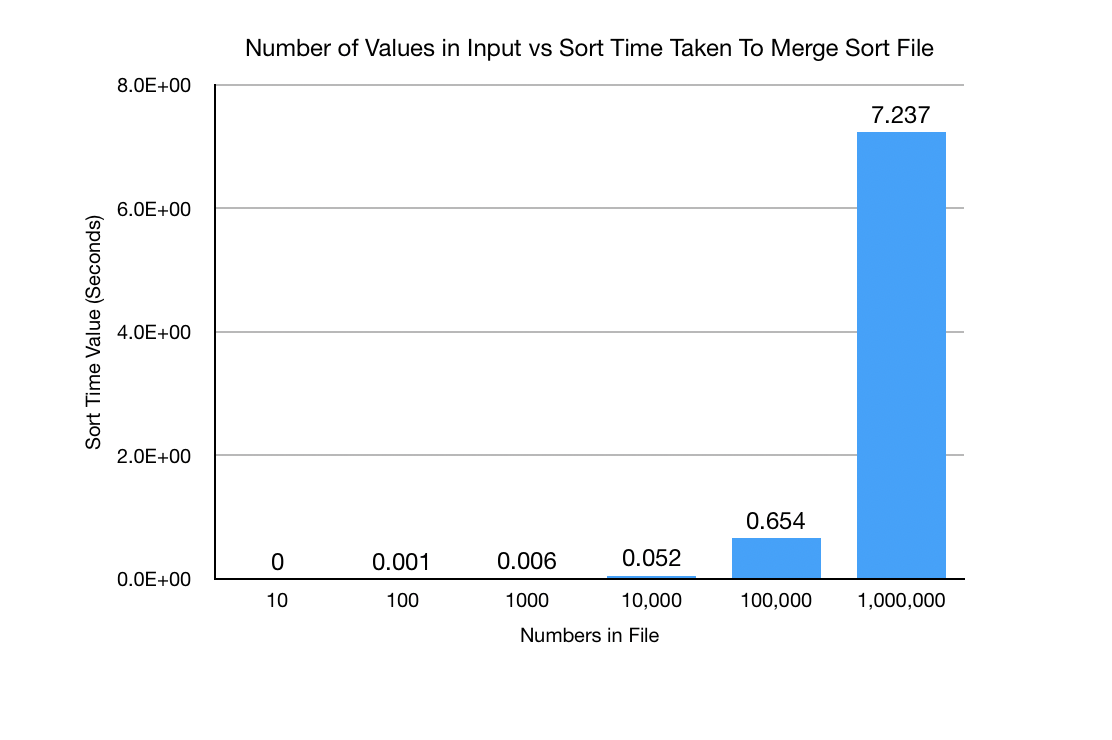 Number of Values in Input vs Sort Time Taken To Merge Sort File
8.0E+00
6.0E+00
4.0E+00
2.0E+00
0.0E+00
Sort Time Value (Seconds)
0
0.001
0.006
0.052
0.654
7.237
10
100
1000
10,000
100,000
1,000,000
Numbers in File